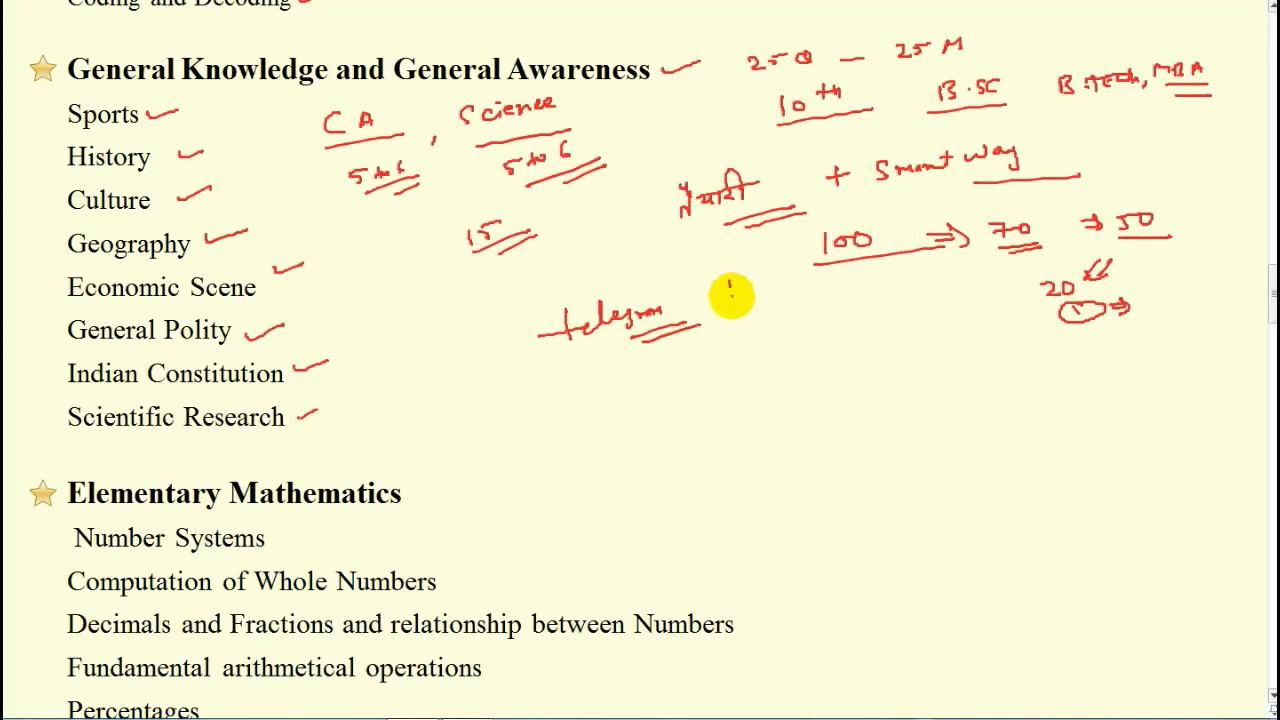 Coding and Decoding
General Knowledge and General Awareness 25 Q – 25 M
10th B.SC B.Tech, MBA
Sports
CA, Science
History
5 to 6 5 to 6
तैयारी + Smart Way
Culture
15
100 ⇒ 70 ⇒ 50
Geography
Economic Scene
20
1 ⇒
telegram
General Polity
Indian Constitution
Scientific Research
Elementary Mathematics
Number Systems
Computation of Whole Numbers
Decimals and Fractions and relationship between Numbers
Fundamental arithmetical operations
Percentages